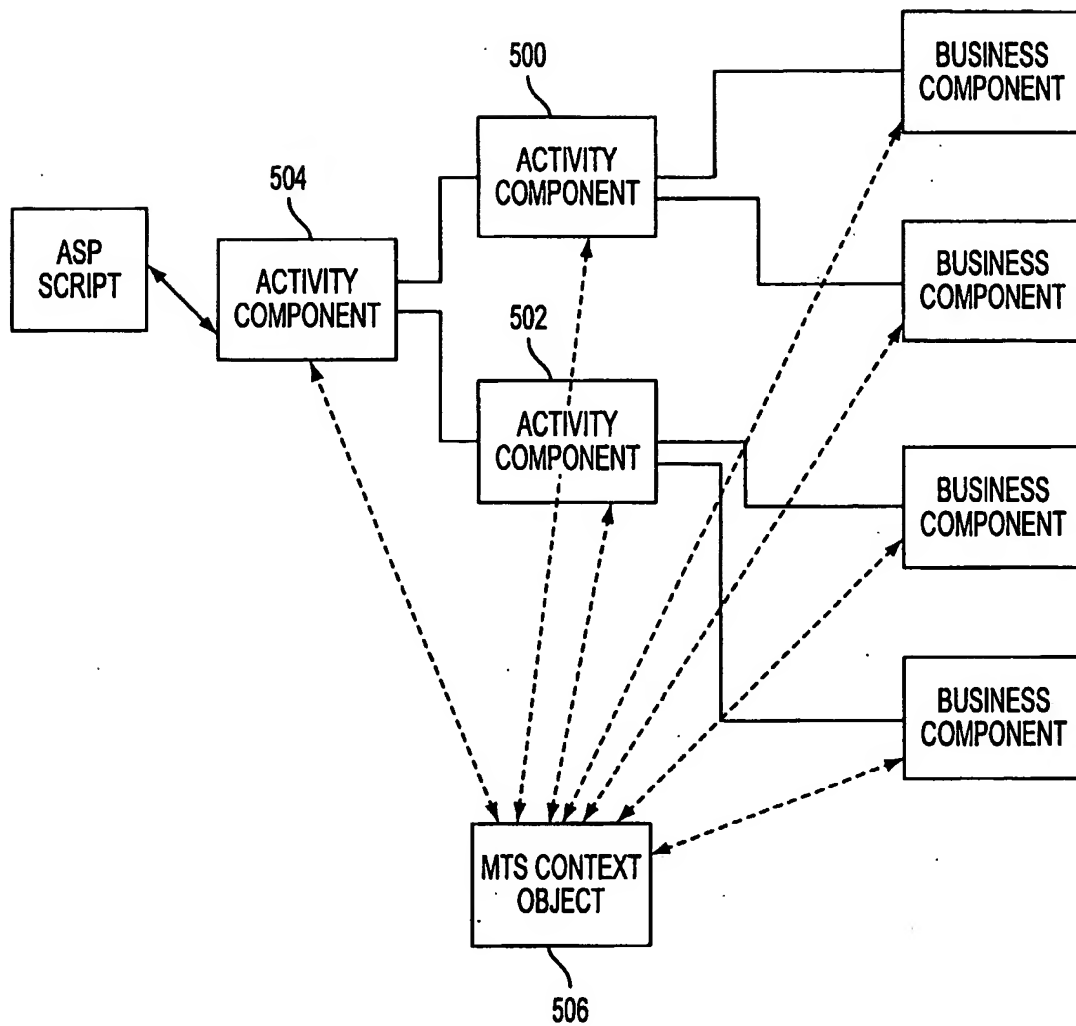 500
BUSINESS
COMPONENT
ACTIVITY
COMPONENT
504
ASP
SCRIPT
ACTIVITY
COMPONENT
BUSINESS
COMPONENT
502
ACTIVITY
COMPONENT
BUSINESS
COMPONENT
BUSINESS
COMPONENT
MTS CONTEXT
OBJECT
506